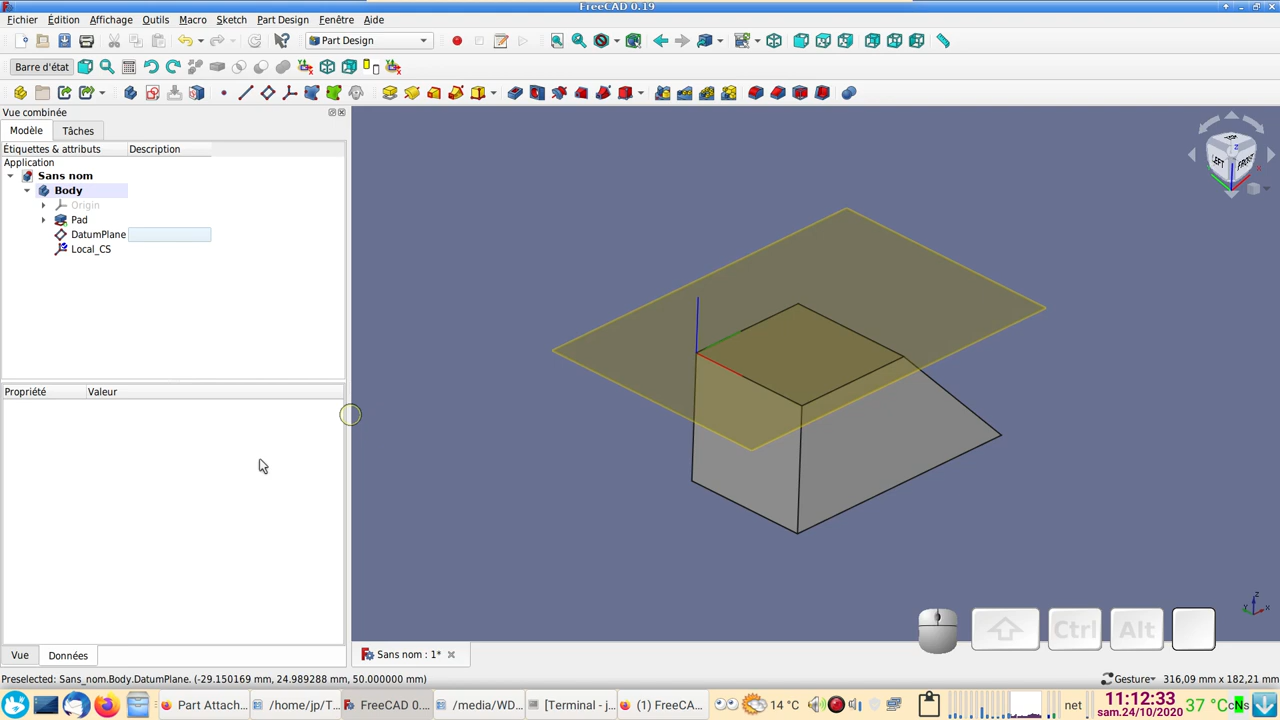 FreeCAD 0.19
Fichier Édition Affichage Outils Macro Sketch Part Design Fenêtre Aide
Part Design
Barre d'état
Vue combinée
Modèle Tâches
Étiquettes & attributs Description
Application
Sans nom
Body
Origin
Pad
DatumPlane
Local_CS
Propriété Valeur
LEFT FRONT
Z
Ctrl Alt
Vue Données
Sans nom : 1*
Preselected: Sans_nom.Body.DatumPlane. (-29.150169 mm, 24.989288 mm, 50.000000 mm)
Gesture 316,09 mm x 182,21 mm
Part Attach... /home/jp/T... FreeCAD 0.... /media/WD... [Terminal - j... (1) FreeCA... 14 °C net 11:12:33 37 °C
sam.24/10/2020